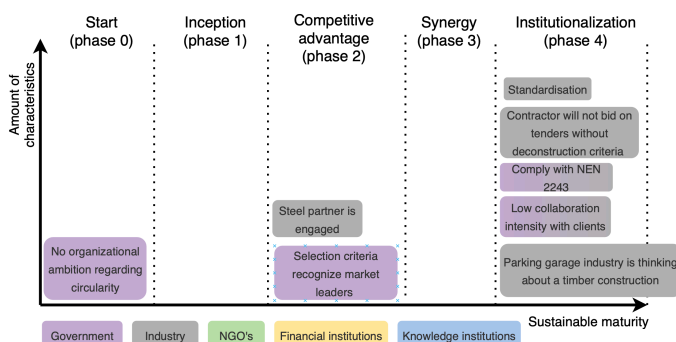 Start
(phase 0)
Inception
(phase 1)
Competitive
advantage
(phase 2)
Synergy
(phase 3)
Institutionalization
(phase 4)
Amount of
characteristics
Standardisation
Contractor will not bid on
tenders without
deconstruction criteria
Comply with NEN
2243
Low collaboration
intensity with clients
Steel partner is
engaged
No organizational
ambition regarding
circularity
Selection criteria
recognize market
leaders
Parking garage industry is thinking
about a timber construction
Sustainable maturity
Government
Industry
NGO's
Financial institutions
Knowledge institutions